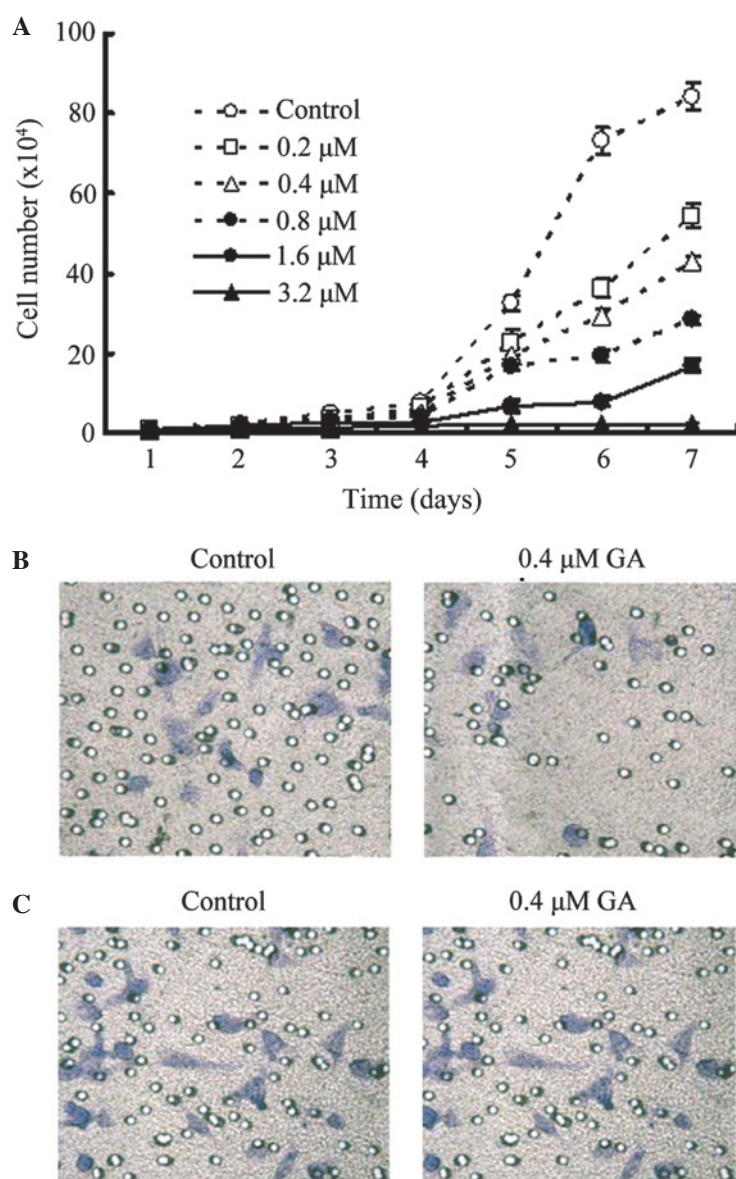 A
100
80
60
40
20
0
Cell number (x10⁴)
Control
0.2 µM
0.4 µM
0.8 µM
1.6 µM
3.2 µM
1 2 3 4 5 6 7
Time (days)
B
Control 0.4 µM GA
C
Control 0.4 µM GA